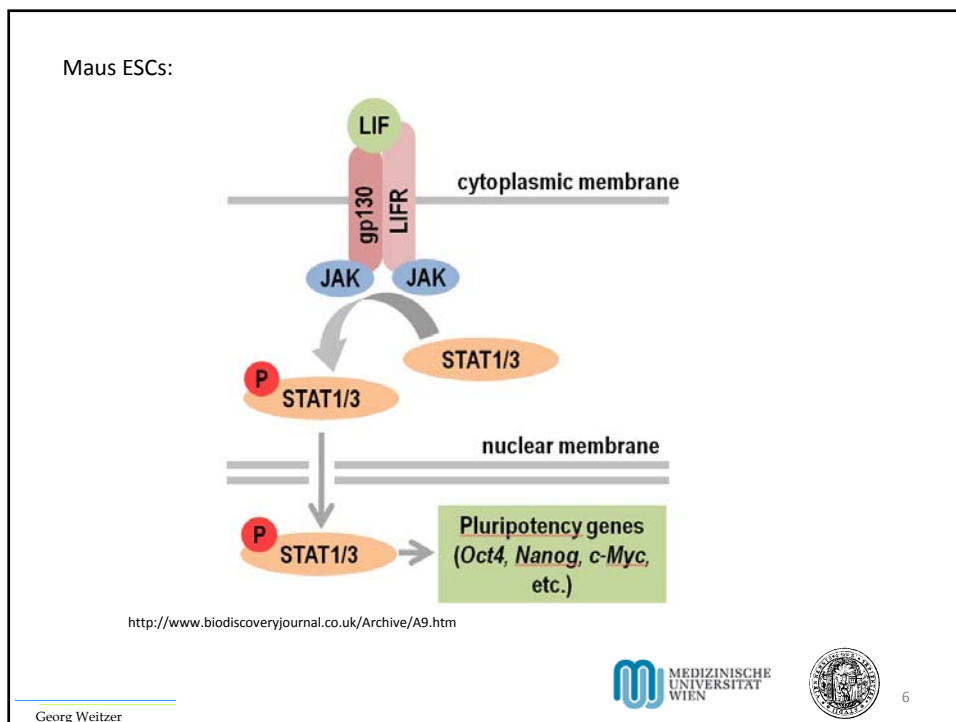 Maus ESCs:
LIF
gp130
LIFR
cytoplasmic membrane
JAK
JAK
STAT1/3
P
STAT1/3
nuclear membrane
P
STAT1/3
Pluripotency genes
(Oct4, Nanog, c-Myc,
etc.)
http://www.biodiscoveryjournal.co.uk/Archive/A9.htm
MEDIZINISCHE
UNIVERSITÄT
WIEN
6
Georg Weitzer